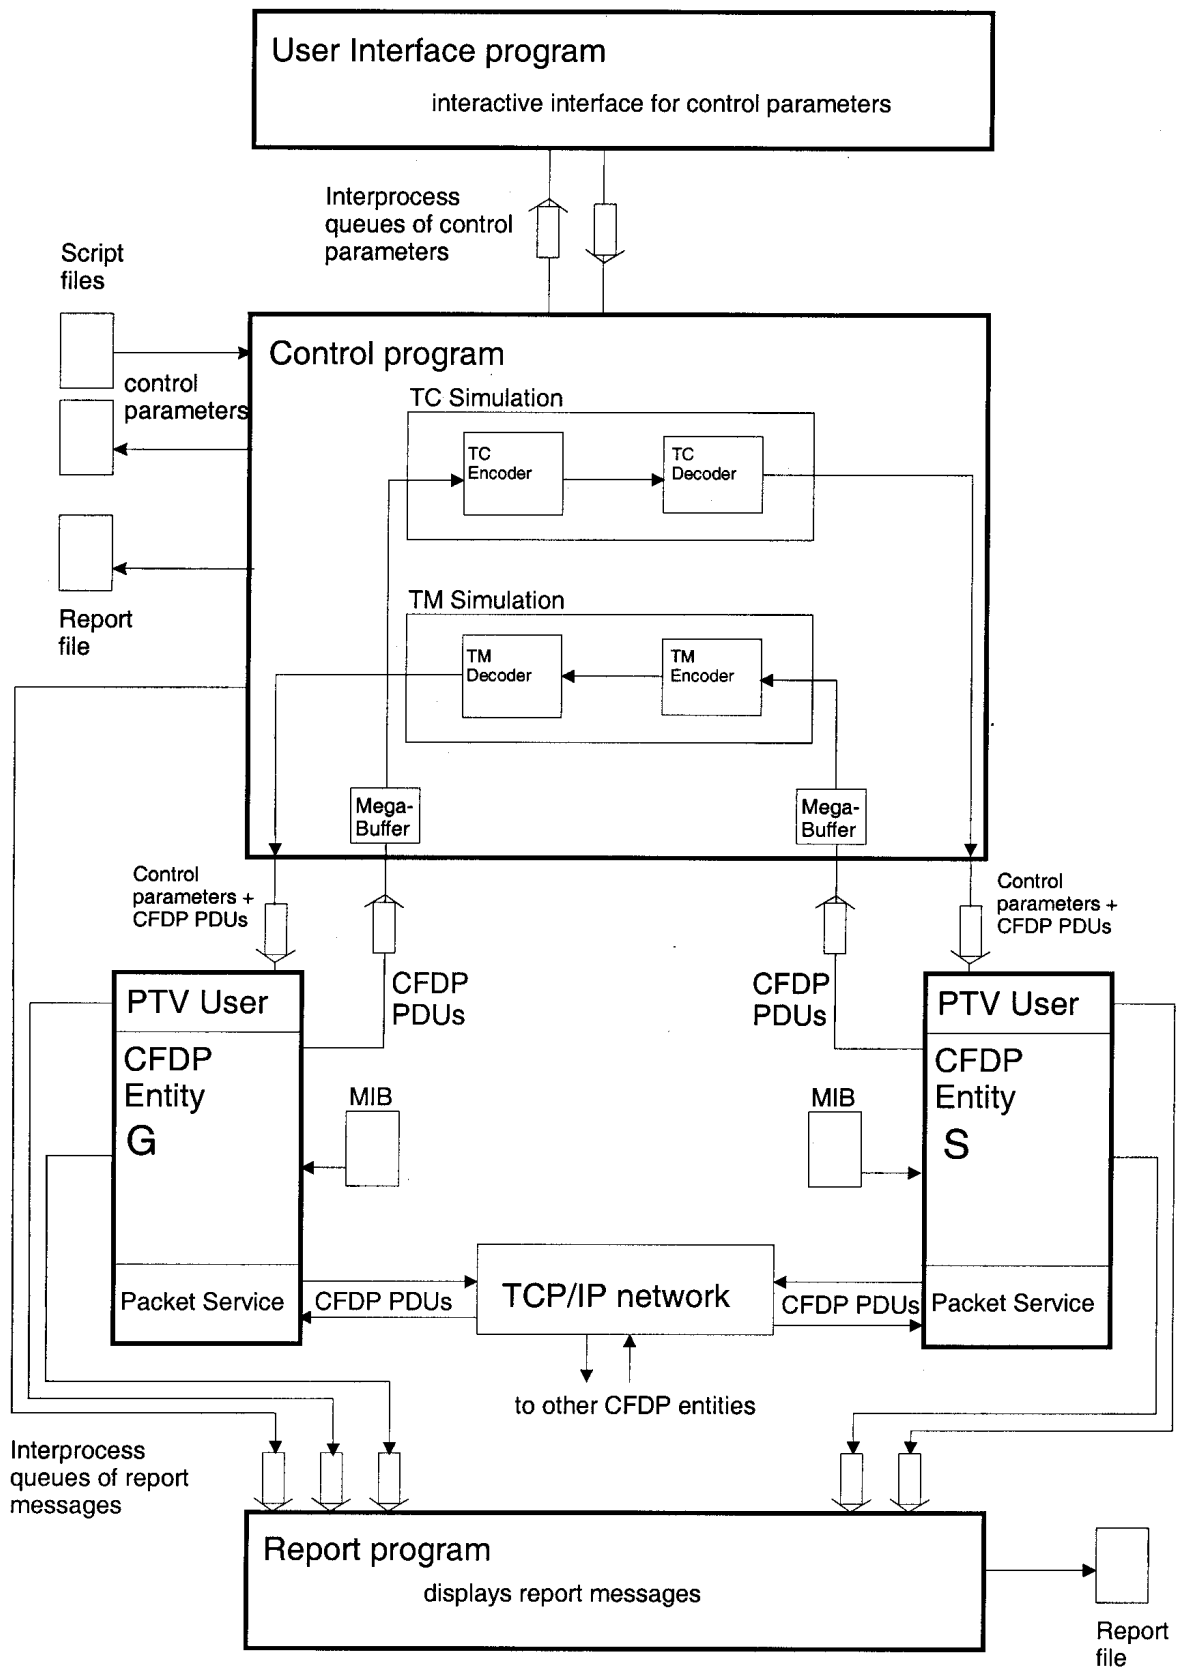 User Interface program
interactive interface for control parameters
Interprocess
queues of control
parameters
Script
files
Control program
control
parameters
TC Simulation
TC
Encoder
TC
Decoder
Report
file
TM Simulation
TM
Decoder
TM
Encoder
Mega-
Buffer
Mega-
Buffer
Control
parameters +
CFDP PDUs
Control
parameters +
CFDP PDUs
CFDP
PDUs
CFDP
PDUs
PTV User
CFDP
Entity
G
MIB
PTV User
CFDP
Entity
S
MIB
Packet Service
CFDP PDUs
TCP/IP network
CFDP PDUs
Packet Service
to other CFDP entities
Interprocess
queues of report
messages
Report program
displays report messages
Report
file